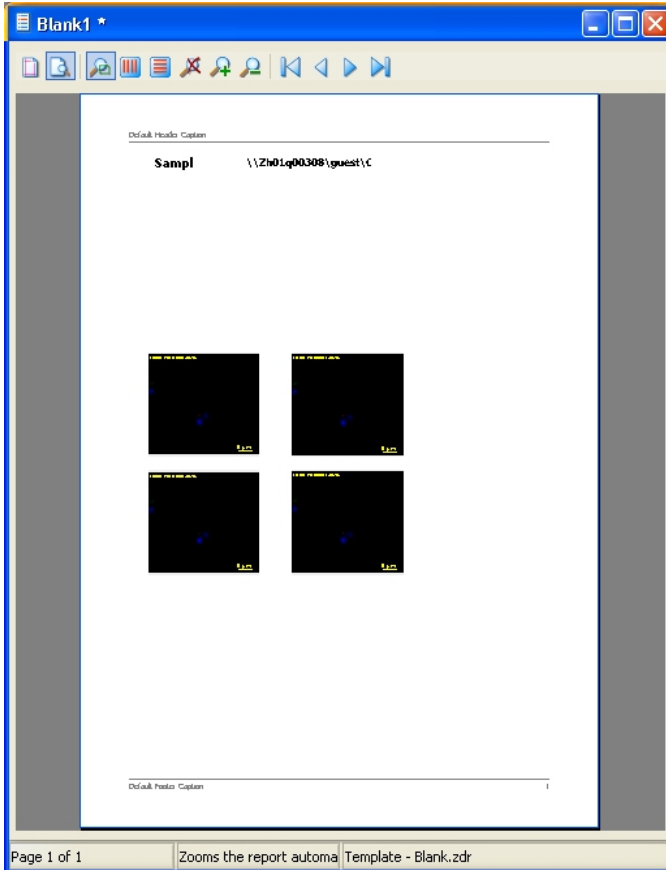 Blank1 *
Default Header Caption
Sampl \\Zh01q00308\guest\C
Default Footer Caption 1
Page 1 of 1 Zooms the report automa Template - Blank.zdr